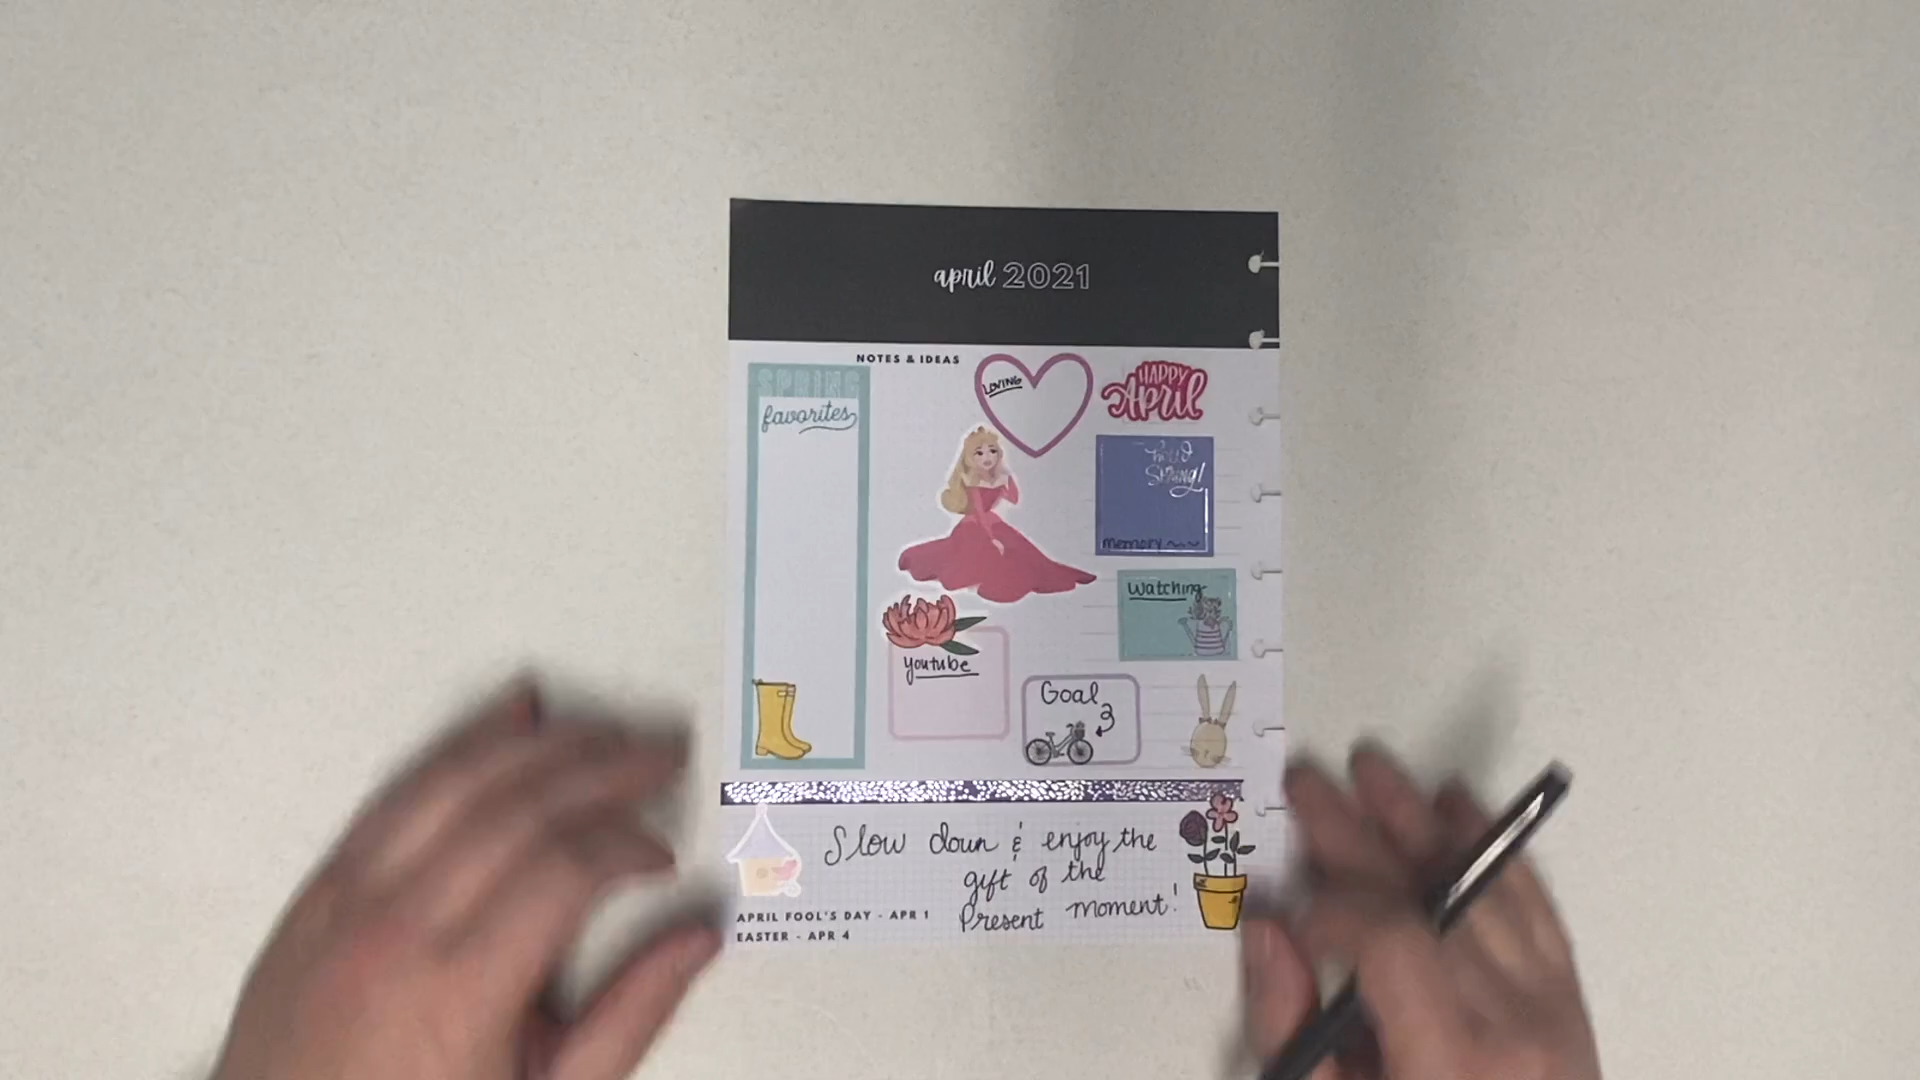 april 2021
NOTES & IDEAS
SPRING
favorites
LOVING
HAPPY
April
hello
Spring!
memory
Watching
youtube
Goal
Slow down & enjoy the
gift of the
Present moment!
APRIL FOOL'S DAY - APR 1
EASTER - APR 4